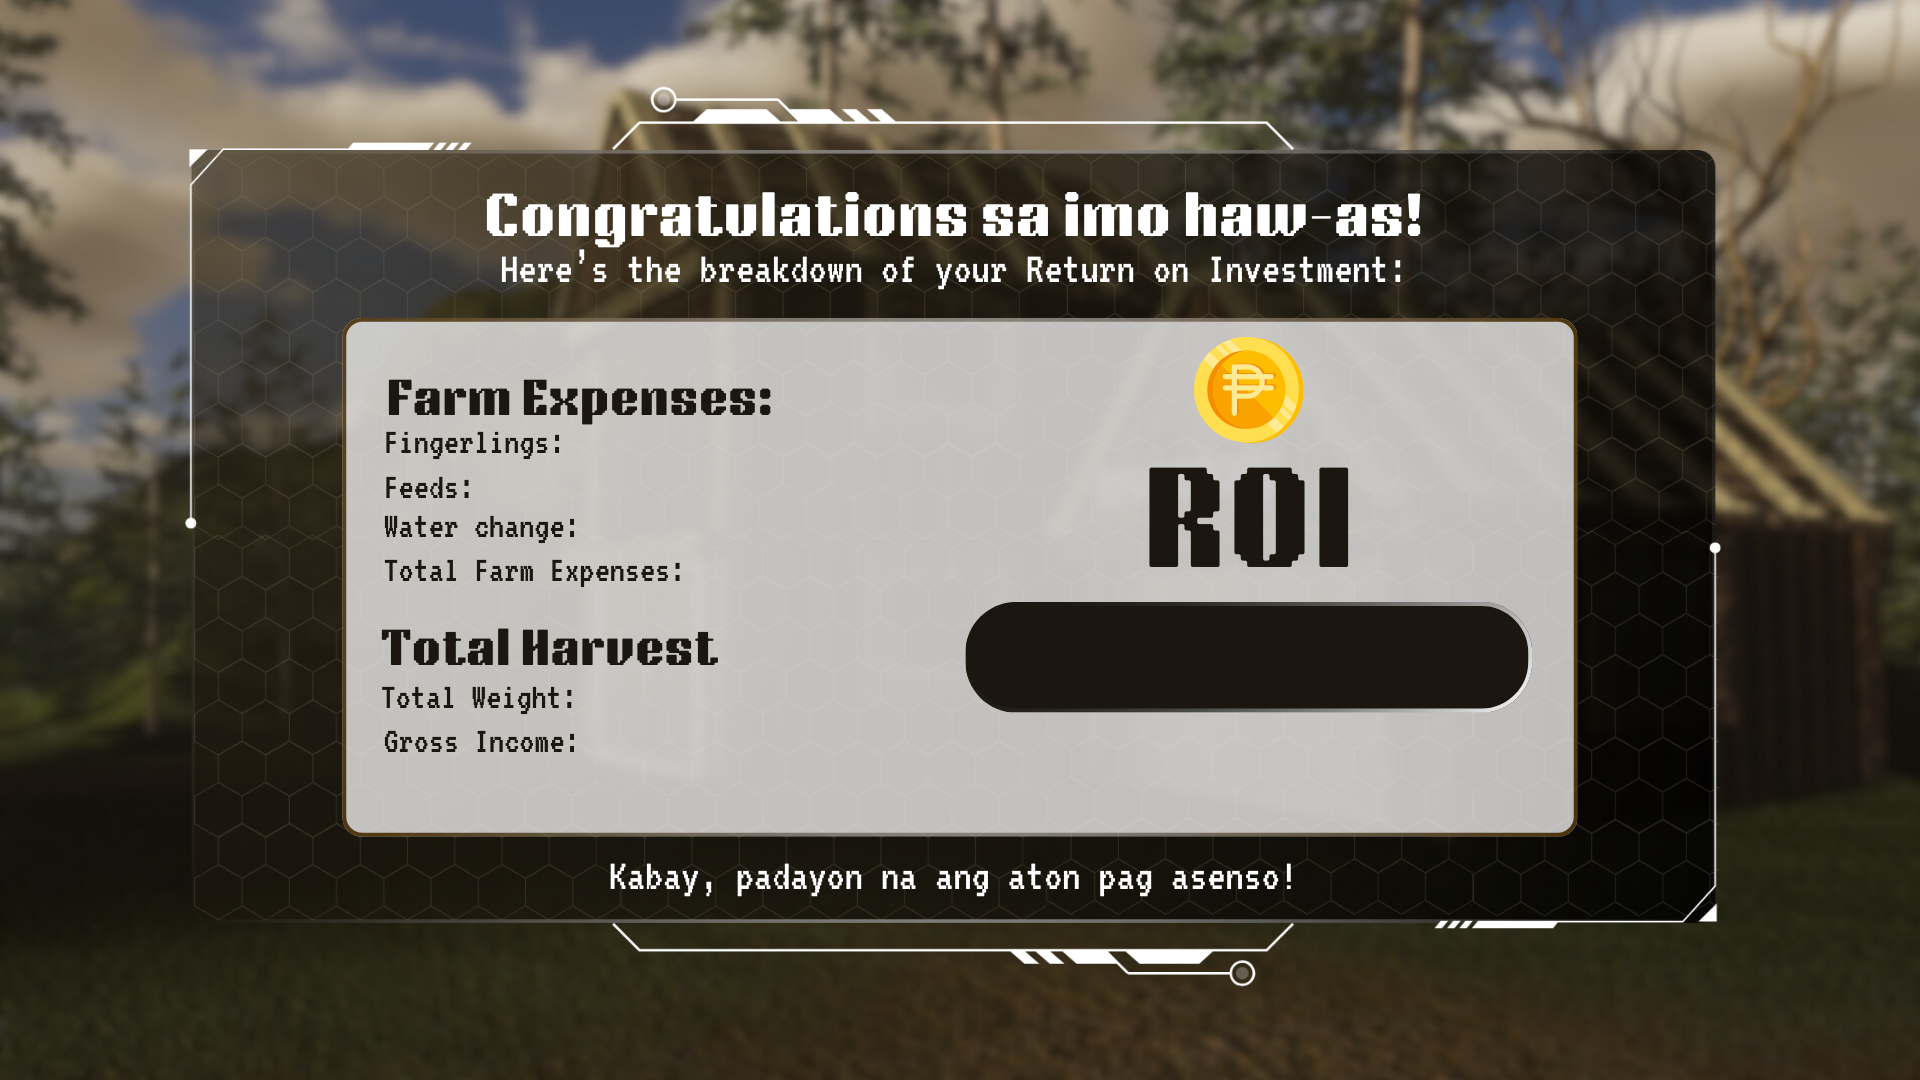 Congratulations sa imo haw-as!
Here's the breakdown of your Return on Investment:
Farm Expenses:
Fingerlings:
Feeds:
Water change:
Total Farm Expenses:
Total Harvest
Total Weight:
Gross Income:
₱
ROI
Kabay, padayon na ang aton pag asenso!